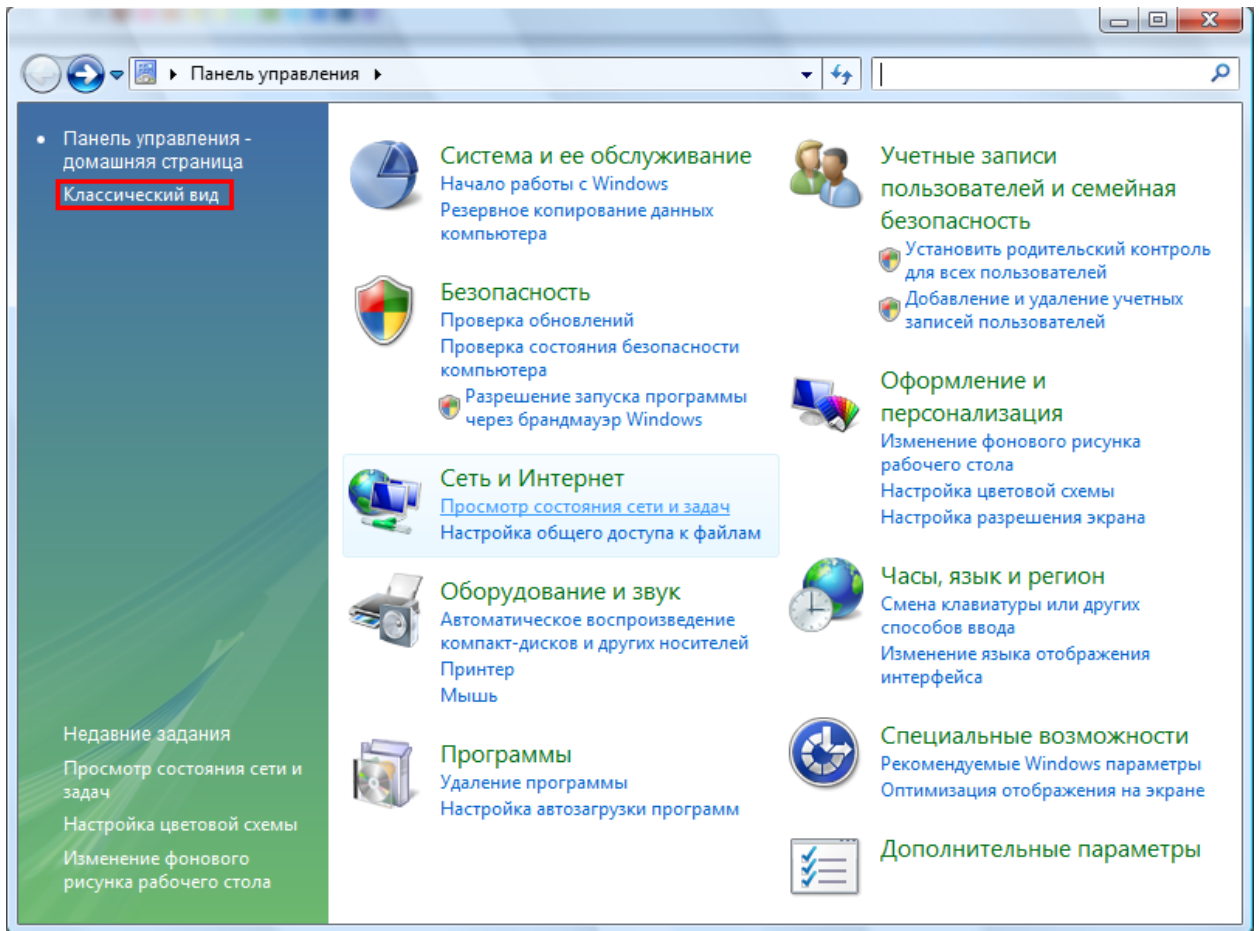 Панель управления
Панель управления -
домашняя страница
Классический вид
Недавние задания
Просмотр состояния сети и
задач
Настройка цветовой схемы
Изменение фонового
рисунка рабочего стола
Система и ее обслуживание
Начало работы с Windows
Резервное копирование данных
компьютера
Безопасность
Проверка обновлений
Проверка состояния безопасности
компьютера
Разрешение запуска программы
через брандмауэр Windows
Сеть и Интернет
Просмотр состояния сети и задач
Настройка общего доступа к файлам
Оборудование и звук
Автоматическое воспроизведение
компакт-дисков и других носителей
Принтер
Мышь
Программы
Удаление программы
Настройка автозагрузки программ
Учетные записи
пользователей и семейная
безопасность
Установить родительский контроль
для всех пользователей
Добавление и удаление учетных
записей пользователей
Оформление и
персонализация
Изменение фонового рисунка
рабочего стола
Настройка цветовой схемы
Настройка разрешения экрана
Часы, язык и регион
Смена клавиатуры или других
способов ввода
Изменение языка отображения
интерфейса
Специальные возможности
Рекомендуемые Windows параметры
Оптимизация отображения на экране
Дополнительные параметры